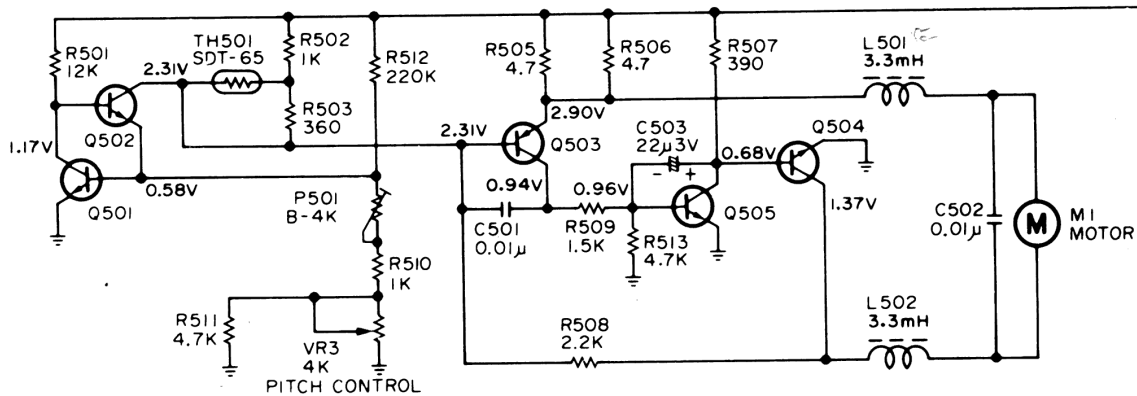 R501
12K
TH501
SDT-65
2.31V
R502
1K
R503
360
R512
220K
Q502
1.17V
Q501
0.58V
P501
B-4K
R510
1K
R511
4.7K
VR3
4K
PITCH CONTROL
R505
4.7
R506
4.7
R507
390
2.31V
2.90V
Q503
0.94V
C501
0.01μ
0.96V
R509
1.5K
C503
22μ3V
- +
0.68V
Q505
R513
4.7K
Q504
1.37V
R508
2.2K
L501
3.3mH
C502
0.01μ
M
M1
MOTOR
L502
3.3mH